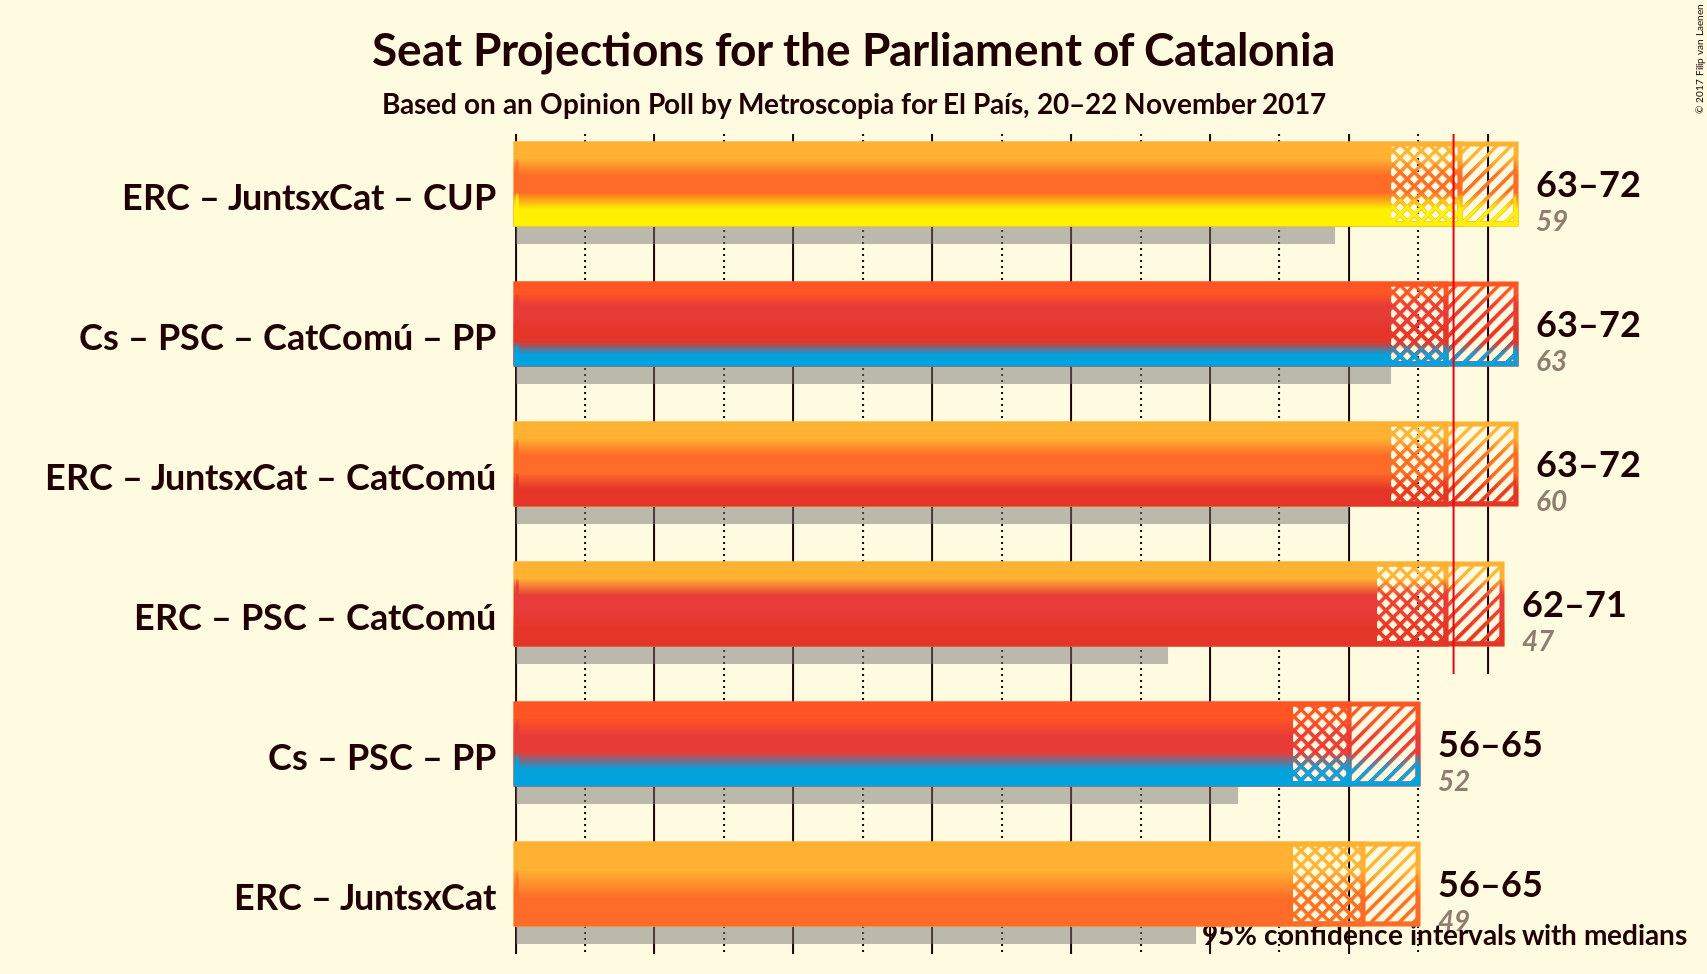 © 2017 Filip van Laenen
Seat Projections for the Parliament of Catalonia
Based on an Opinion Poll by Metroscopia for El País, 20–22 November 2017
ERC – JuntsxCat – CUP
63–72
59
Cs – PSC – CatComú – PP
63–72
63
ERC – JuntsxCat – CatComú
63–72
60
ERC – PSC – CatComú
62–71
47
Cs – PSC – PP
56–65
52
ERC – JuntsxCat
56–65
49
95% confidence intervals with medians